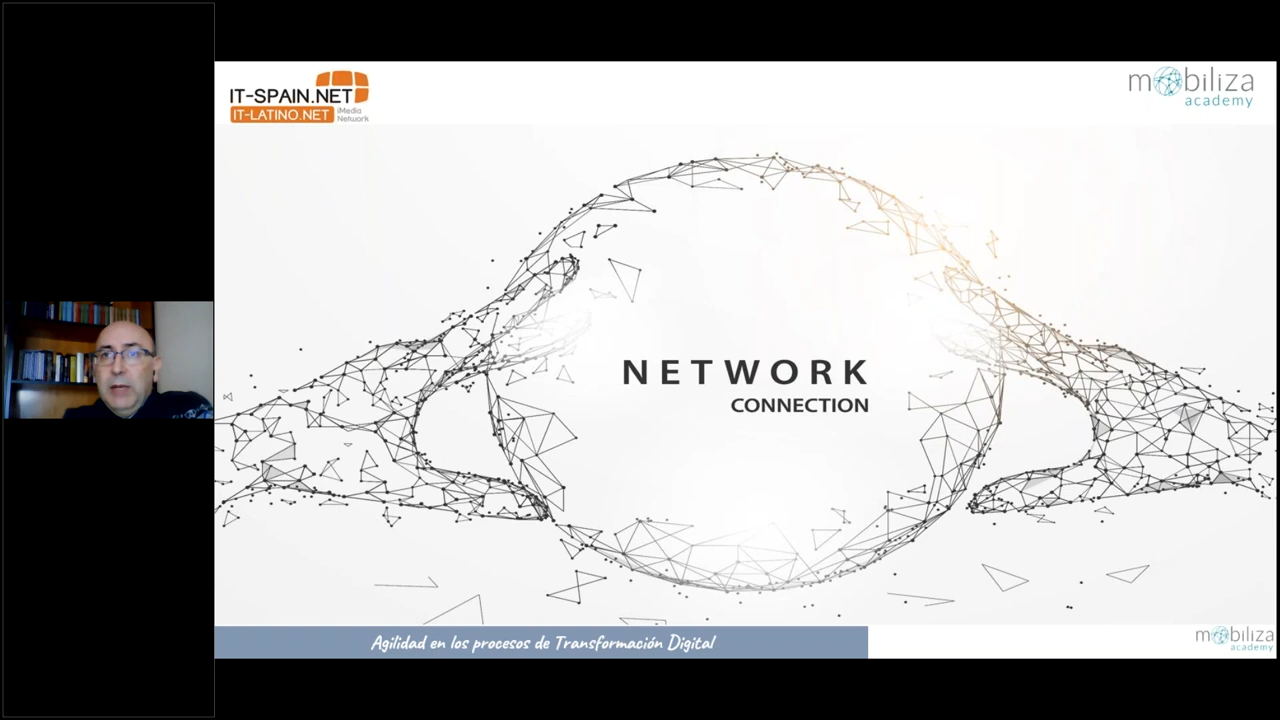 IT-SPAIN.NET
IT-LATINO.NET
iMedia
Network
mobiliza
academy
NETWORK
CONNECTION
Agilidad en los procesos de Transformación Digital
mobiliza
academy